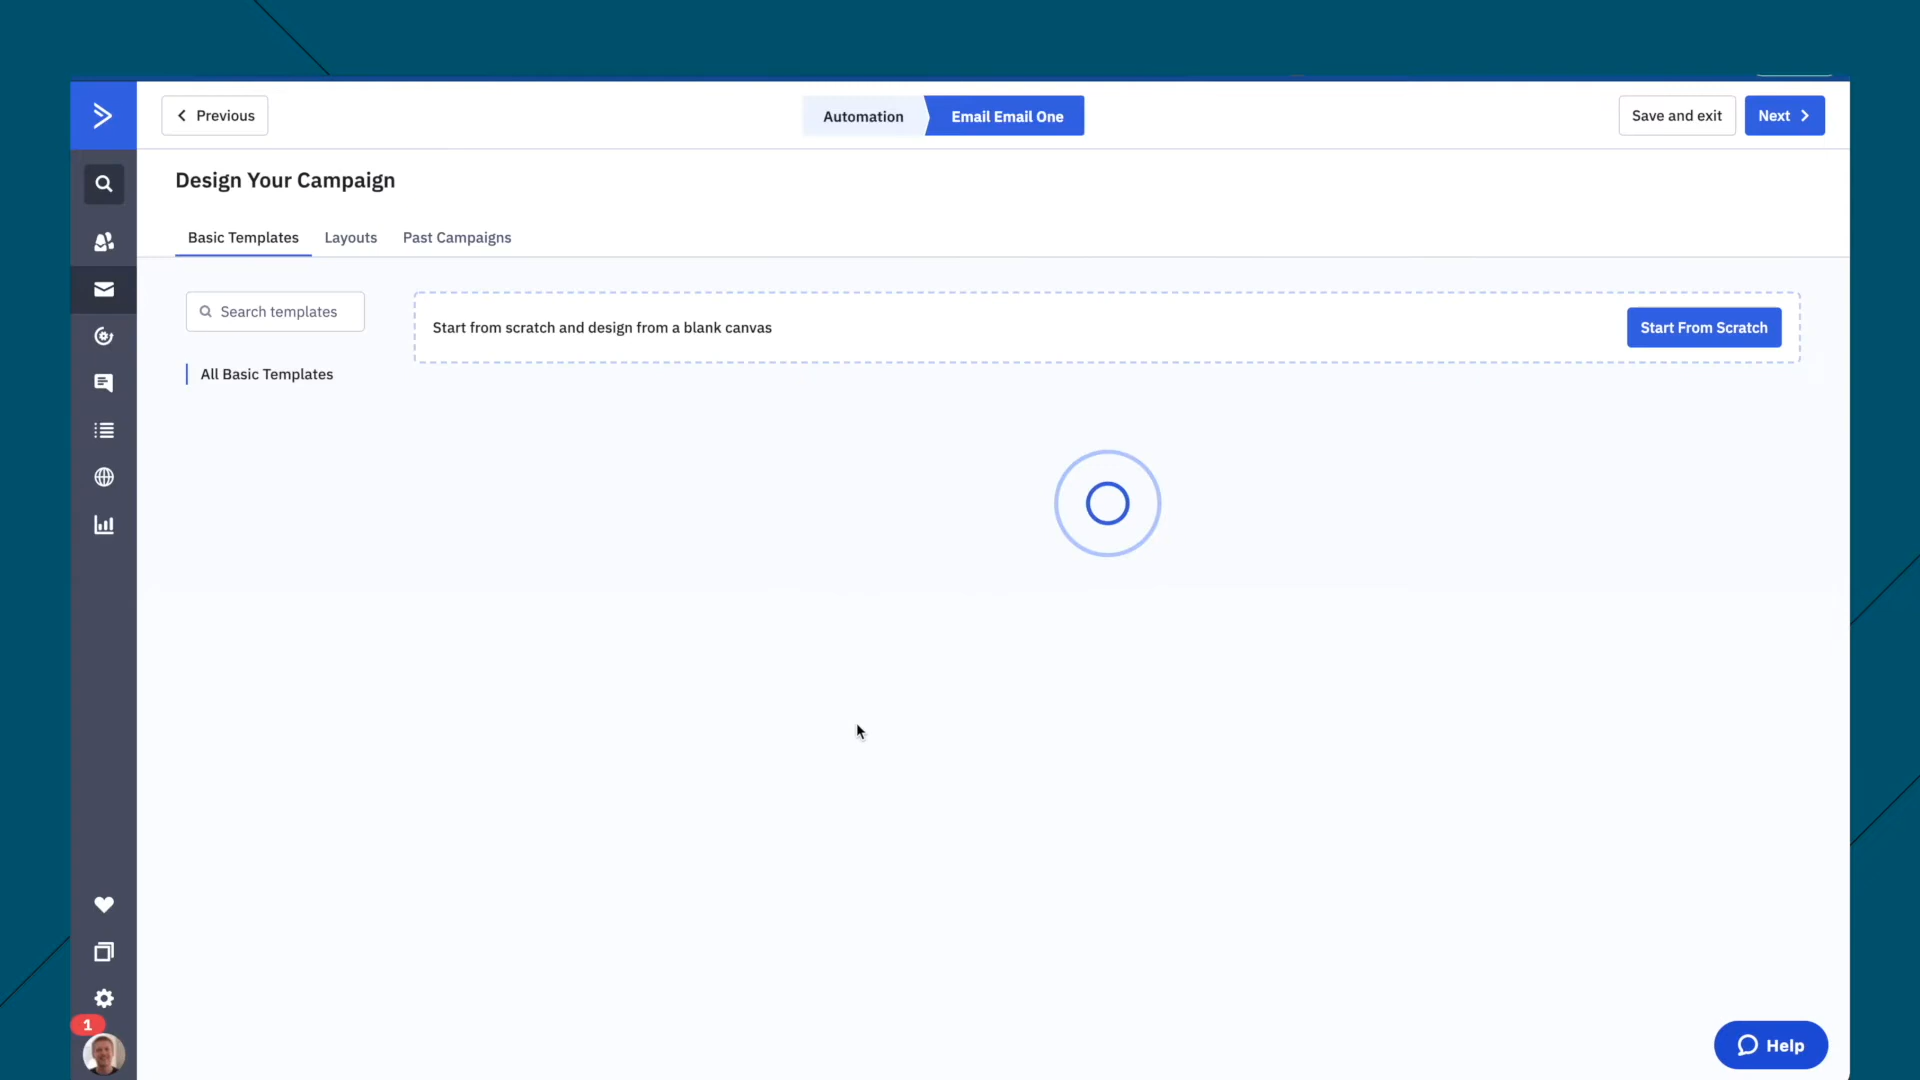 Previous
Automation
Email Email One
Save and exit
Next
Design Your Campaign
Basic Templates
Layouts
Past Campaigns
Search templates
Start from scratch and design from a blank canvas
Start From Scratch
All Basic Templates
1
Help